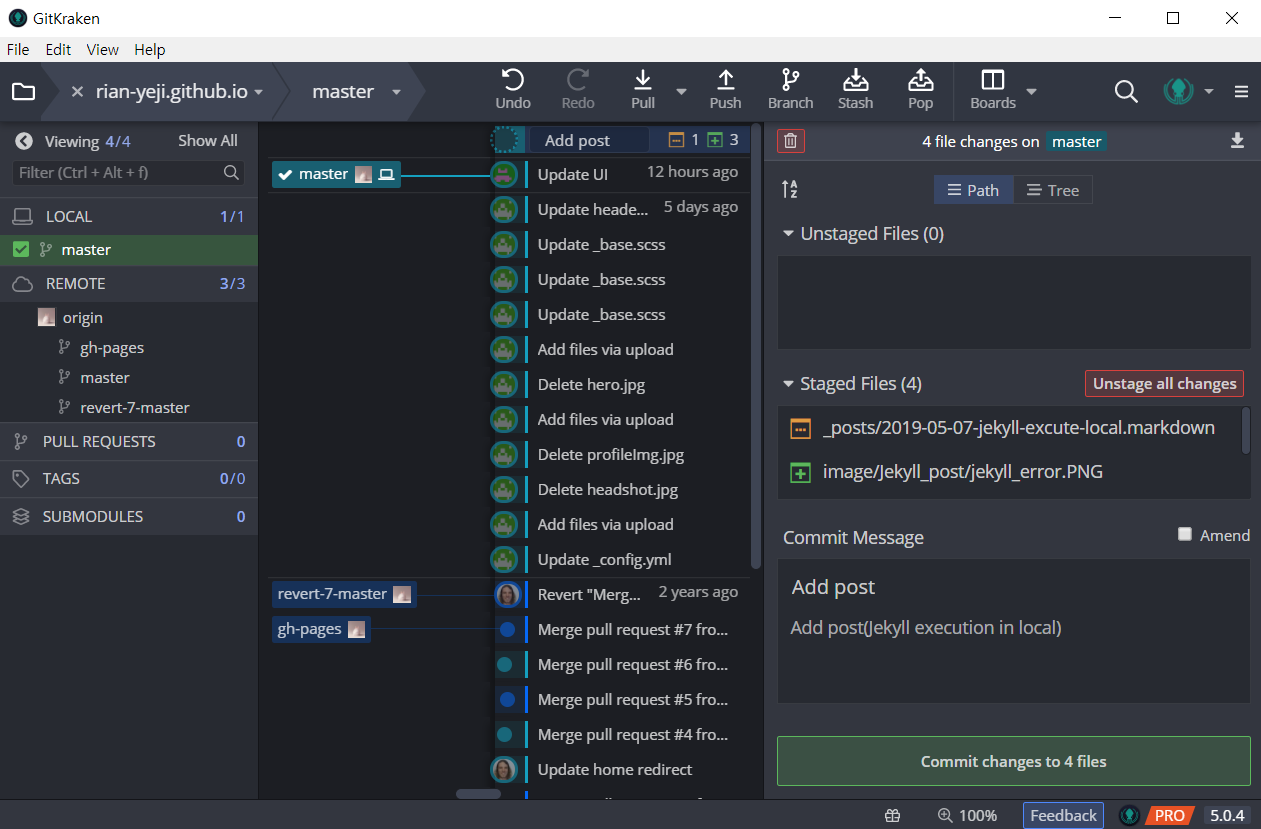 GitKraken
File Edit View Help
rian-yeji.github.io master Undo Redo Pull Push Branch Stash Pop Boards
Viewing 4/4 Show All
Filter (Ctrl + Alt + f)
LOCAL 1/1
master
REMOTE 3/3
origin
gh-pages
master
revert-7-master
PULL REQUESTS 0
TAGS 0/0
SUBMODULES 0
Add post 1 3
master Update UI 12 hours ago
Update heade... 5 days ago
Update _base.scss
Update _base.scss
Update _base.scss
Add files via upload
Delete hero.jpg
Add files via upload
Delete profileImg.jpg
Delete headshot.jpg
Add files via upload
Update _config.yml
revert-7-master Revert "Merg... 2 years ago
gh-pages Merge pull request #7 fro...
Merge pull request #6 fro...
Merge pull request #5 fro...
Merge pull request #4 fro...
Update home redirect
4 file changes on master
Path Tree
Unstaged Files (0)
Staged Files (4) Unstage all changes
_posts/2019-05-07-jekyll-excute-local.markdown
image/Jekyll_post/jekyll_error.PNG
Commit Message Amend
Add post
Add post(Jekyll execution in local)
Commit changes to 4 files
100% Feedback PRO 5.0.4